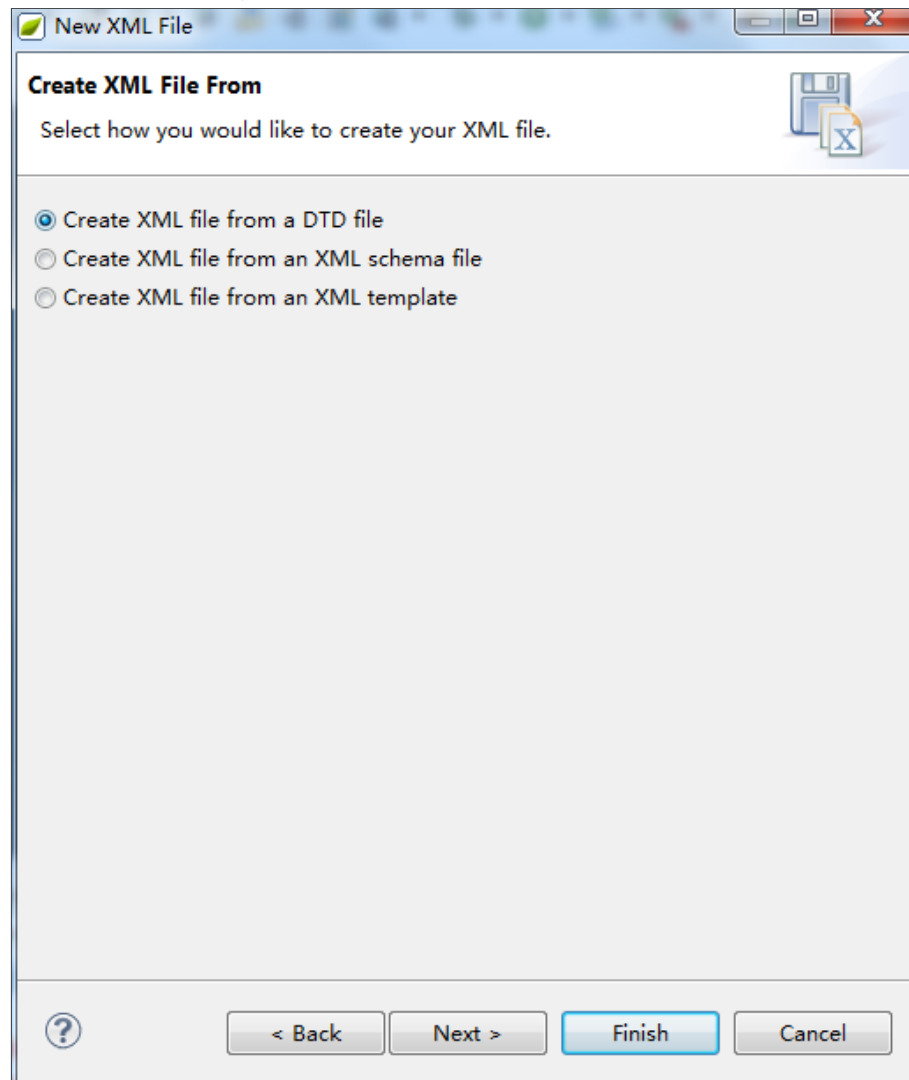 New XML File
Create XML File From
Select how you would like to create your XML file.
X
Create XML file from a DTD file
Create XML file from an XML schema file
Create XML file from an XML template
?
< Back
Next >
Finish
Cancel